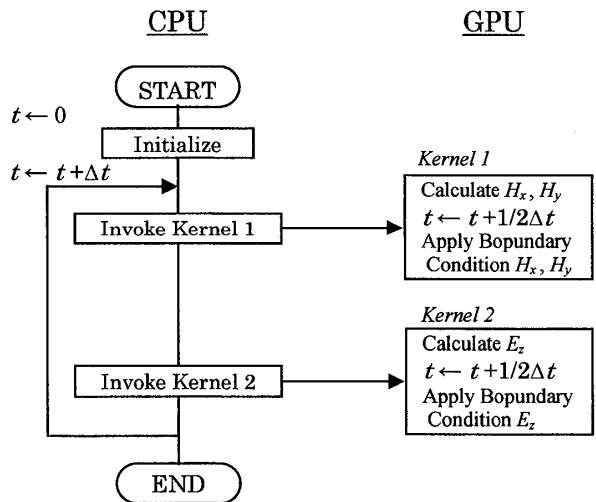 CPU
GPU
START
t ← 0
Initialize
t ← t + Δt
Kernel 1
Calculate Hx, Hy
t ← t + 1/2Δt
Apply Bopundary
Condition Hx, Hy
Invoke Kernel 1
Kernel 2
Calculate Ez
t ← t + 1/2Δt
Apply Bopundary
Condition Ez
Invoke Kernel 2
END